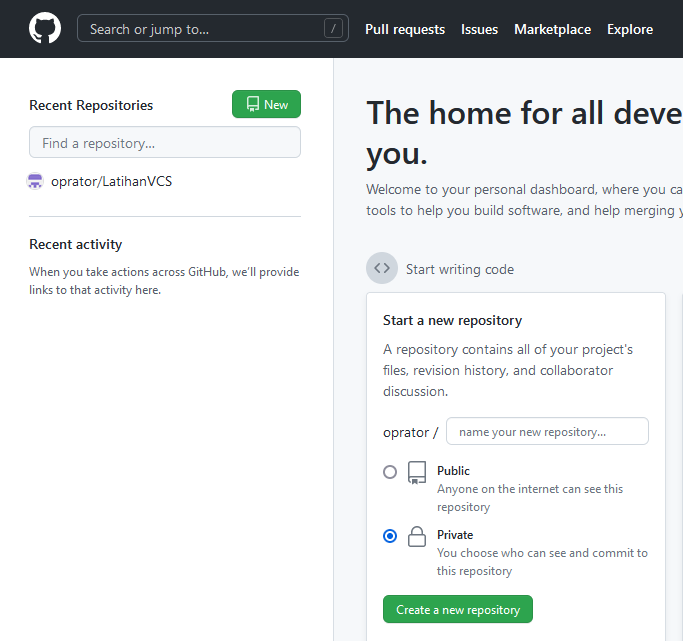 Search or jump to...
/
Pull requests
Issues
Marketplace
Explore
Recent Repositories
New
Find a repository...
oprator/LatihanVCS
Recent activity
When you take actions across GitHub, we'll provide
links to that activity here.
The home for all deve
you.
Welcome to your personal dashboard, where you ca
tools to help you build software, and help merging y
Start writing code
Start a new repository
A repository contains all of your project's
files, revision history, and collaborator
discussion.
oprator /
name your new repository...
Public
Anyone on the internet can see this
repository
Private
You choose who can see and commit to
this repository
Create a new repository